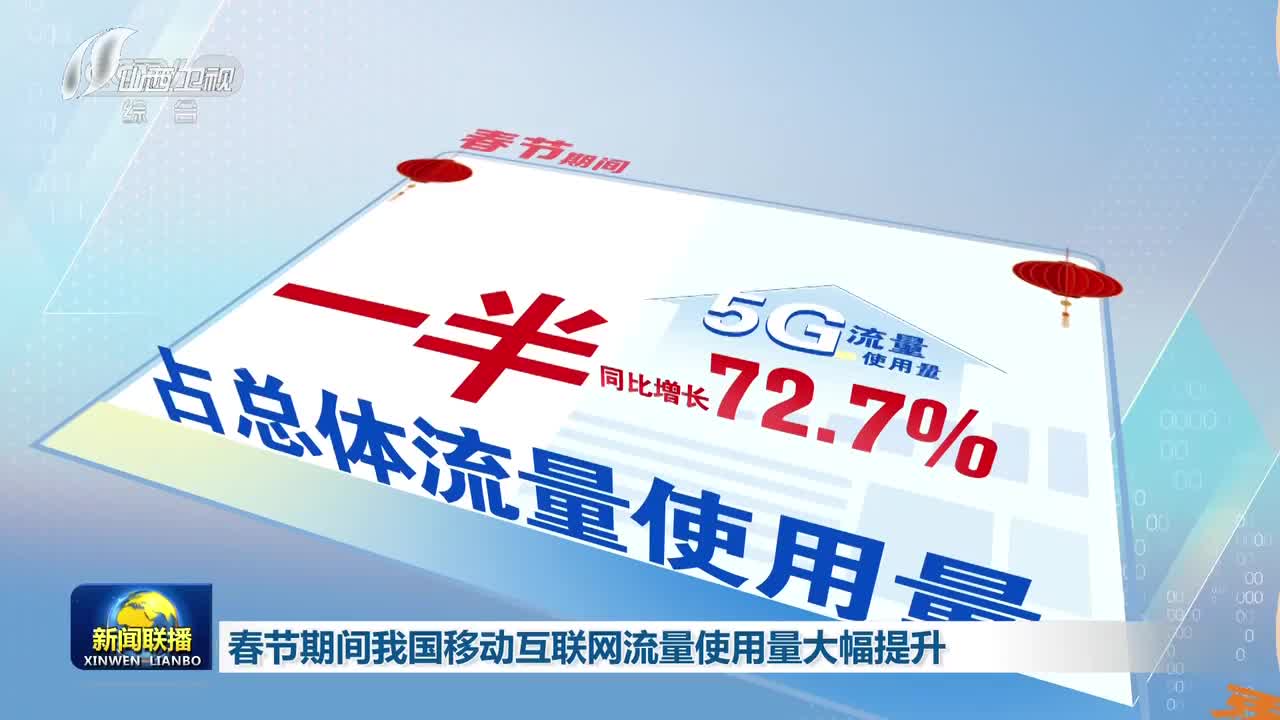 山西卫视
综合
春节期间
5G流量
使用量
同比增长72.7%
一半
占总体流量使用量
新闻联播
XINWEN LIANBO
春节期间我国移动互联网流量使用量大幅提升